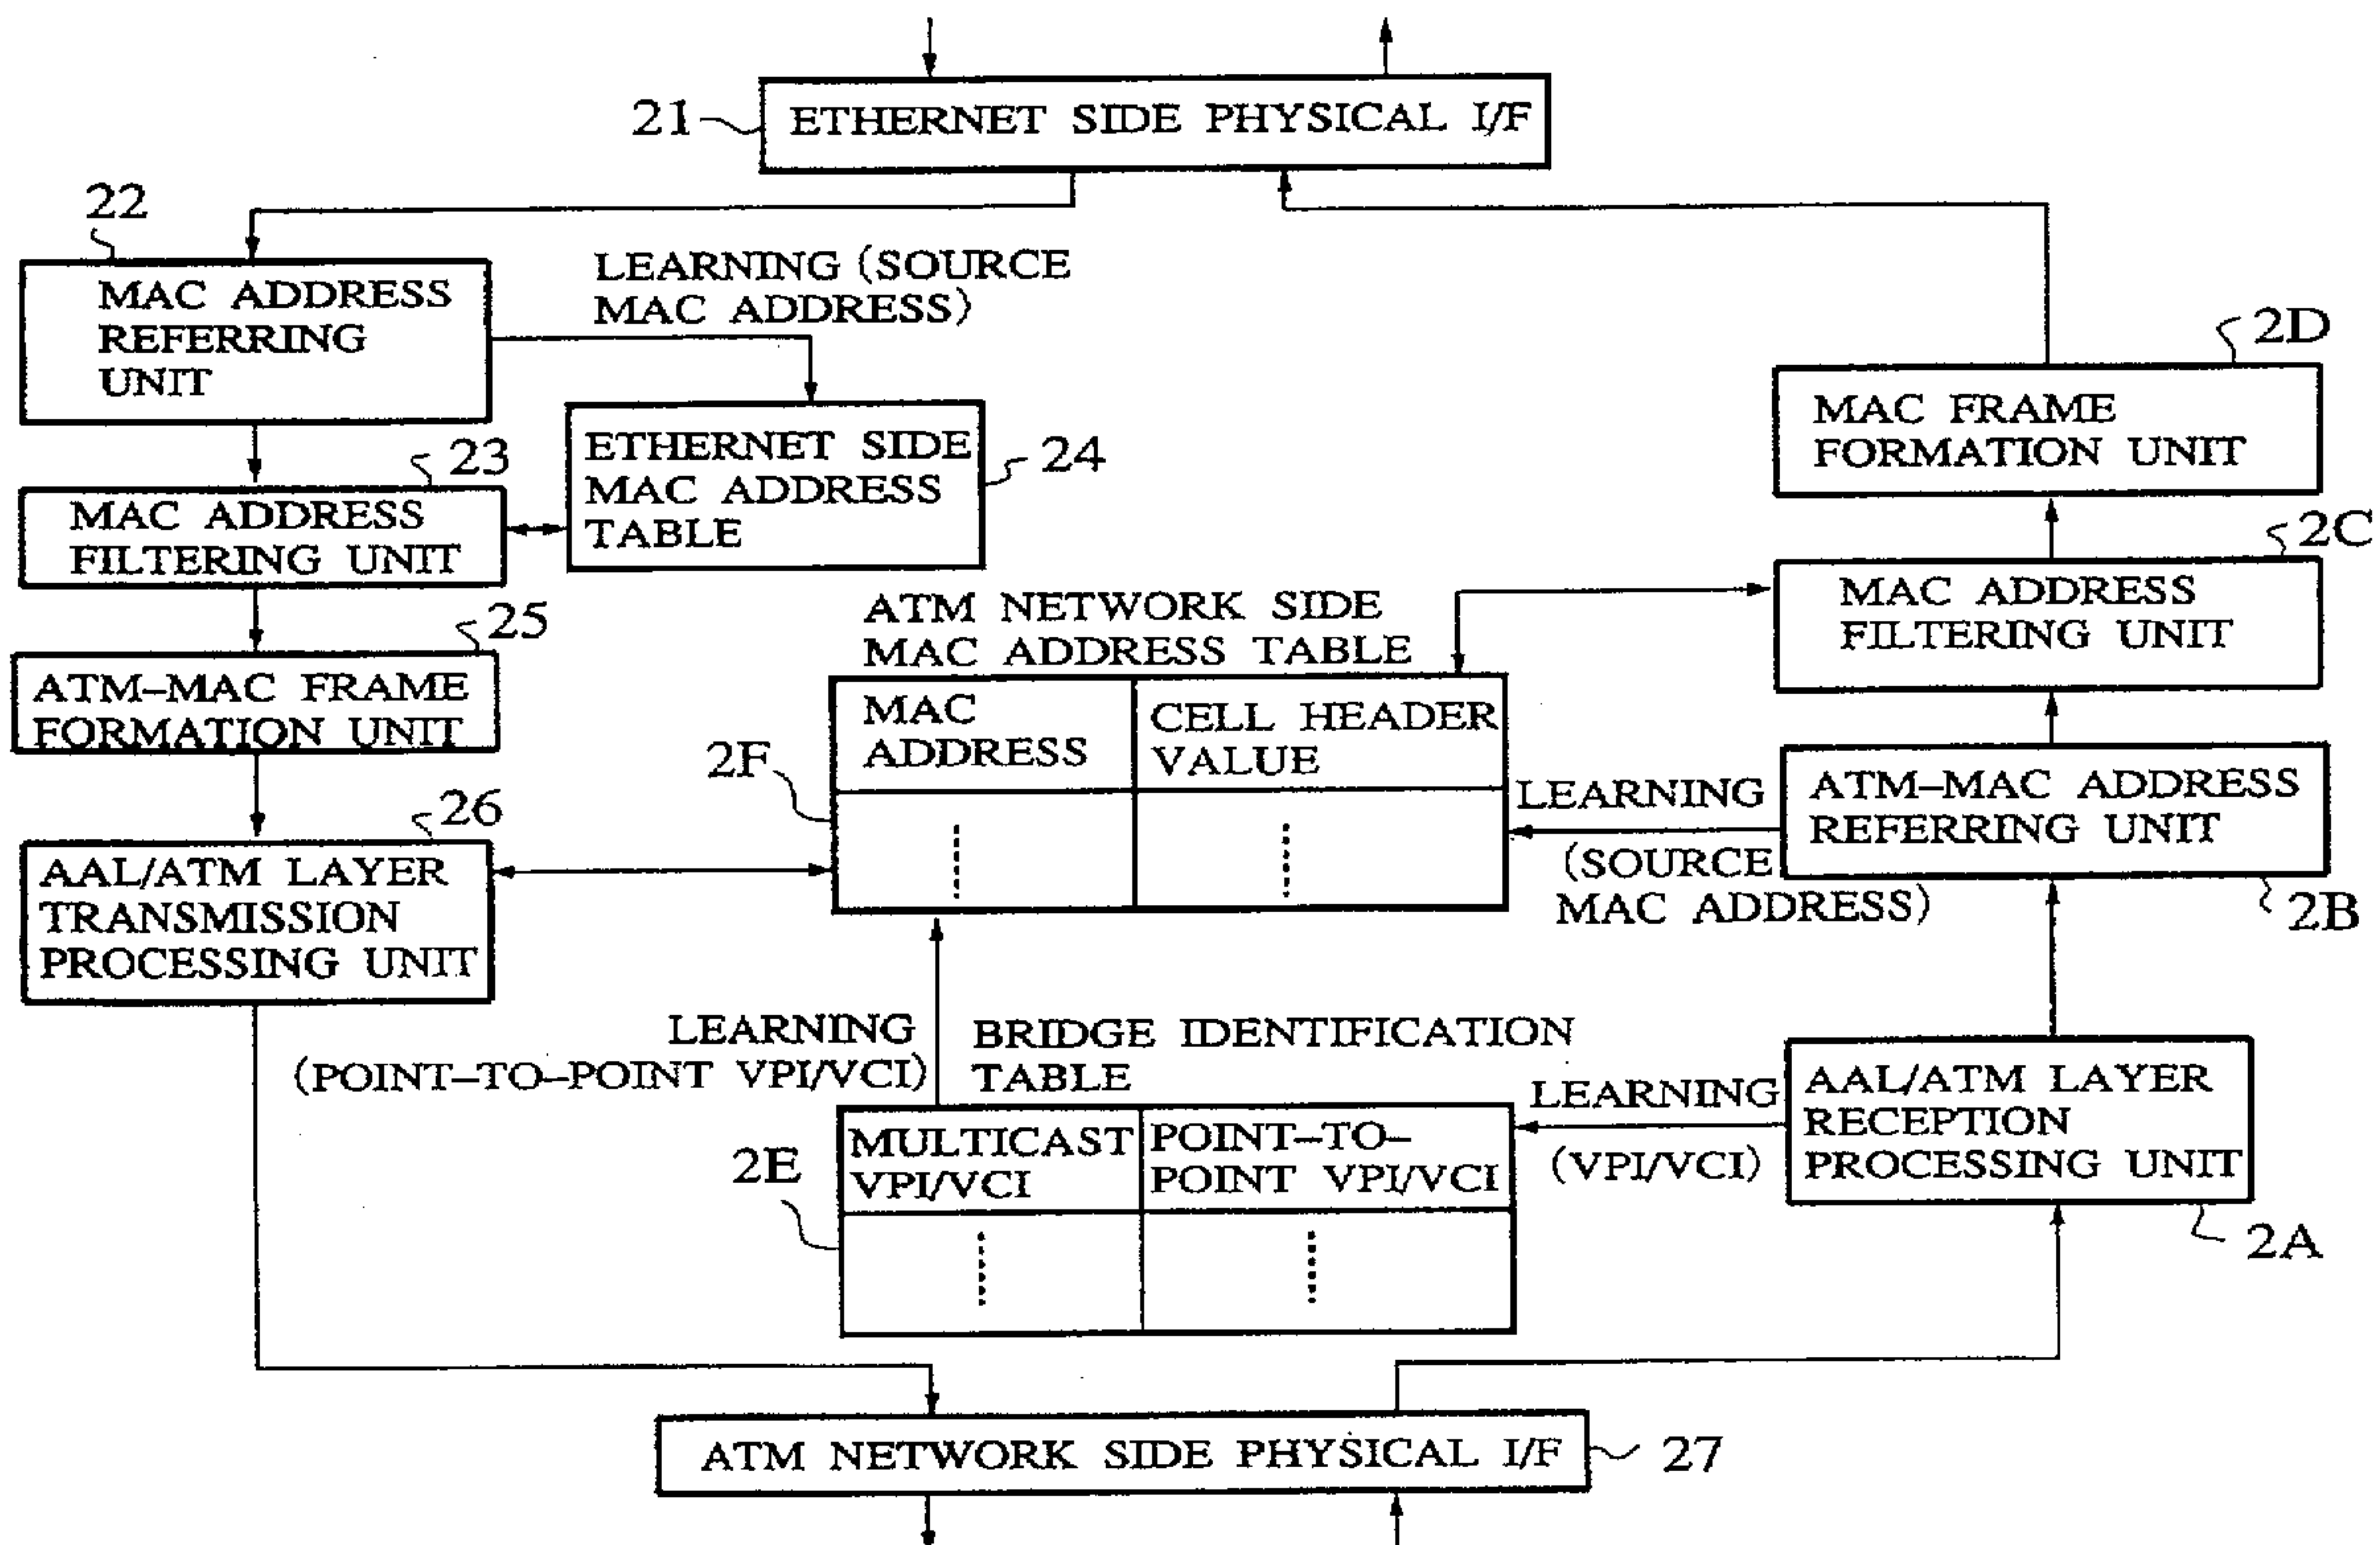 21
ETHERNET SIDE PHYSICAL I/F
22
MAC ADDRESS
REFERRING
UNIT
LEARNING (SOURCE
MAC ADDRESS)
2D
MAC FRAME
FORMATION UNIT
23
MAC ADDRESS
FILTERING UNIT
ETHERNET SIDE
MAC ADDRESS
TABLE
24
2C
MAC ADDRESS
FILTERING UNIT
25
ATM–MAC FRAME
FORMATION UNIT
ATM NETWORK SIDE
MAC ADDRESS TABLE
MAC
ADDRESS
CELL HEADER
VALUE
2F
LEARNING
(SOURCE
MAC ADDRESS)
ATM–MAC ADDRESS
REFERRING UNIT
2B
26
AAL/ATM LAYER
TRANSMISSION
PROCESSING UNIT
LEARNING
(POINT–TO–POINT VPI/VCI)
BRIDGE IDENTIFICATION
TABLE
2E
MULTICAST
VPI/VCI
POINT–TO–
POINT VPI/VCI
LEARNING
(VPI/VCI)
AAL/ATM LAYER
RECEPTION
PROCESSING UNIT
2A
ATM NETWORK SIDE PHYSICAL I/F
27